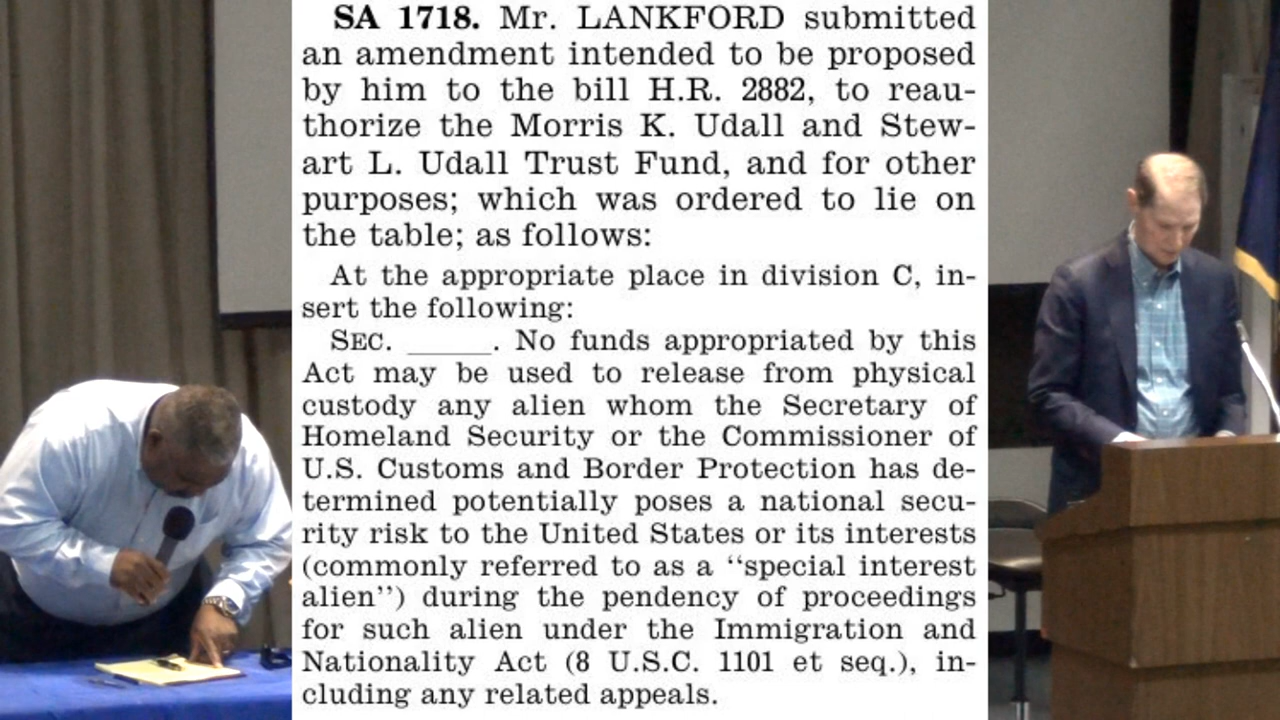 SA 1718. Mr. LANKFORD submitted
an amendment intended to be proposed
by him to the bill H.R. 2882, to reau-
thorize the Morris K. Udall and Stew-
art L. Udall Trust Fund, and for other
purposes; which was ordered to lie on
the table; as follows:
At the appropriate place in division C, in-
sert the following:
SEC. ______. No funds appropriated by this
Act may be used to release from physical
custody any alien whom the Secretary of
Homeland Security or the Commissioner of
U.S. Customs and Border Protection has de-
termined potentially poses a national secu-
rity risk to the United States or its interests
(commonly referred to as a ‘‘special interest
alien’’) during the pendency of proceedings
for such alien under the Immigration and
Nationality Act (8 U.S.C. 1101 et seq.), in-
cluding any related appeals.